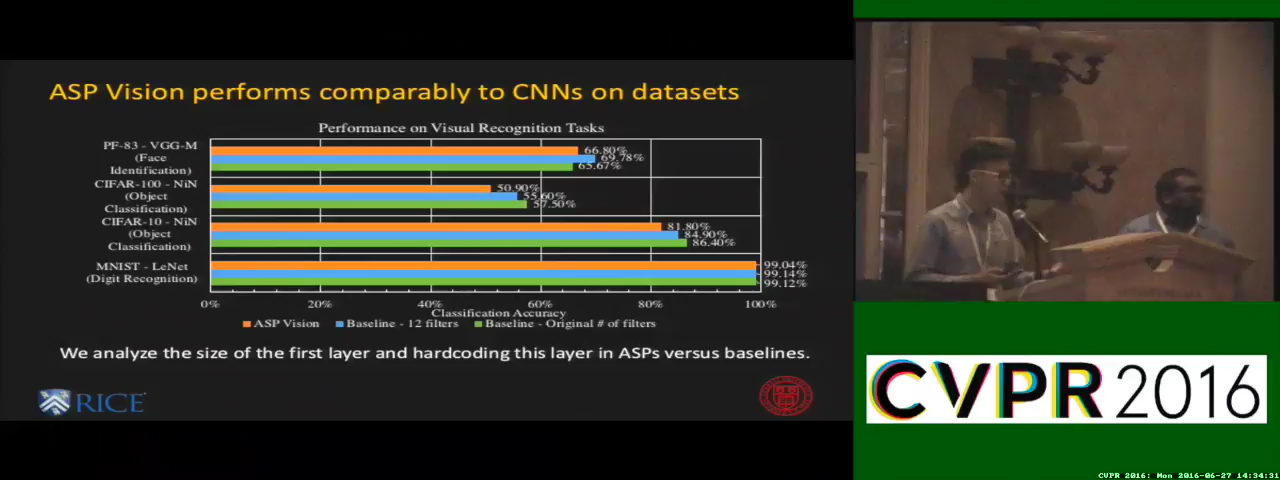 ASP Vision performs comparably to CNNs on datasets
Performance on Visual Recognition Tasks
PF-83 - VGG-M
(Face
Identification)
66.80%
69.78%
65.67%
CIFAR-100 - NiN
(Object
Classification)
50.90%
55.60%
57.50%
CIFAR-10 - NiN
(Object
Classification)
81.80%
84.90%
86.40%
MNIST - LeNet
(Digit Recognition)
99.04%
99.14%
99.12%
0% 20% 40% 60% 80% 100%
Classification Accuracy
ASP Vision Baseline - 12 filters Baseline - Original # of filters
We analyze the size of the first layer and hardcoding this layer in ASPs versus baselines.
RICE
CVPR 2016
CVPR 2016: Mon 2016-06-27 14:34:31